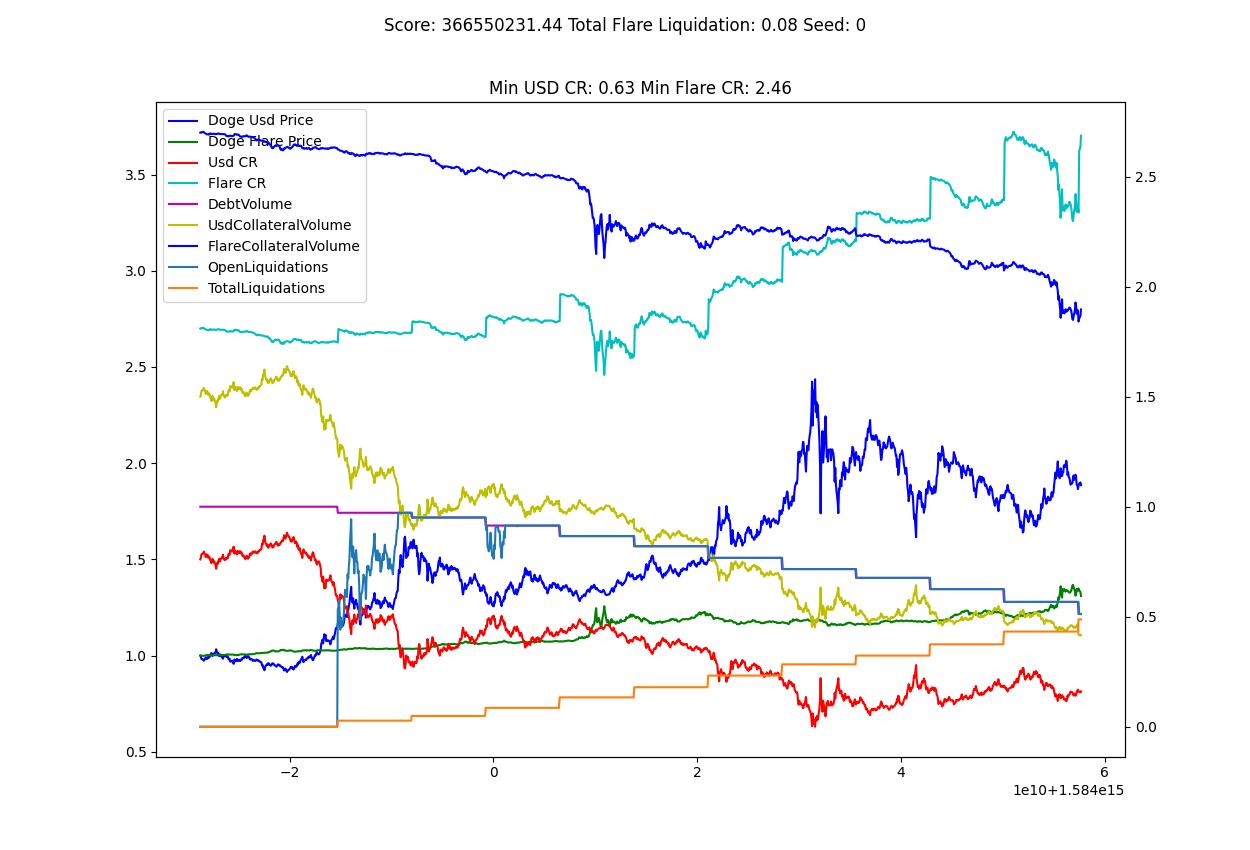 Score: 366550231.44 Total Flare Liquidation: 0.08 Seed: 0
Min USD CR: 0.63 Min Flare CR: 2.46
Doge Usd Price
Doge Flare Price
Usd CR
Flare CR
DebtVolume
UsdCollateralVolume
FlareCollateralVolume
OpenLiquidations
TotalLiquidations
3.5
3.0
2.5
2.0
1.5
1.0
0.5
2.5
2.0
1.5
1.0
0.5
0.0
−2 0 2 4 6
1e10+1.584e15